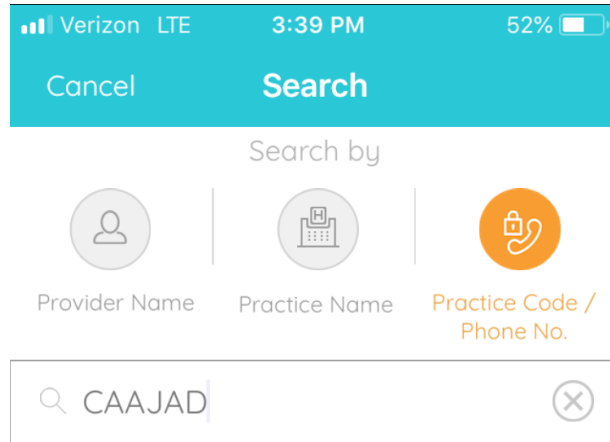 Verizon LTE 3:39 PM 52%
Cancel Search
Search by
H
Provider Name Practice Name Practice Code /
Phone No.
CAAJAD